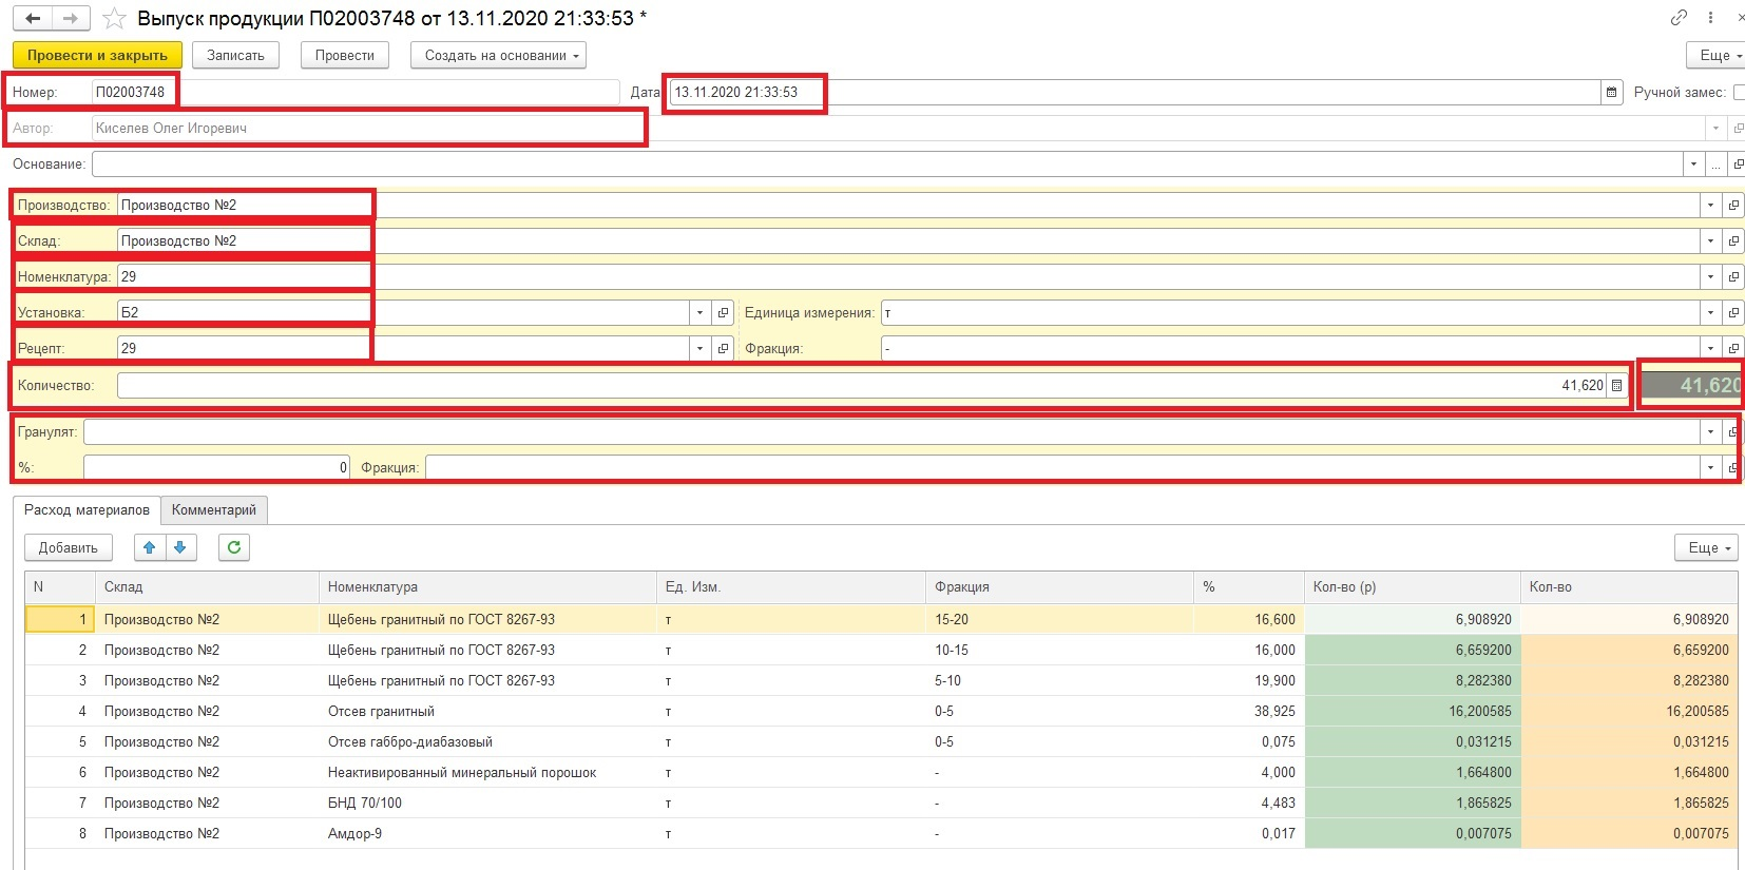 Выпуск продукции П02003748 от 13.11.2020 21:33:53 *
Провести и закрыть Записать Провести Создать на основании Еще
Номер: П02003748 Дата 13.11.2020 21:33:53 Ручной замес:
Автор: Киселев Олег Игоревич
Основание: ...
Производство: Производство №2
Склад: Производство №2
Номенклатура: 29
Установка: Б2 Единица измерения: т
Рецепт: 29 Фракция: -
Количество: 41,620 41,620
Гранулят:
%: 0 Фракция:
Расход материалов Комментарий
Добавить Еще
N Склад Номенклатура Ед. Изм. Фракция % Кол-во (р) Кол-во
1 Производство №2 Щебень гранитный по ГОСТ 8267-93 т 15-20 16,600 6,908920 6,908920
2 Производство №2 Щебень гранитный по ГОСТ 8267-93 т 10-15 16,000 6,659200 6,659200
3 Производство №2 Щебень гранитный по ГОСТ 8267-93 т 5-10 19,900 8,282380 8,282380
4 Производство №2 Отсев гранитный т 0-5 38,925 16,200585 16,200585
5 Производство №2 Отсев габбро-диабазовый т 0-5 0,075 0,031215 0,031215
6 Производство №2 Неактивированный минеральный порошок т - 4,000 1,664800 1,664800
7 Производство №2 БНД 70/100 т - 4,483 1,865825 1,865825
8 Производство №2 Амдор-9 т - 0,017 0,007075 0,007075